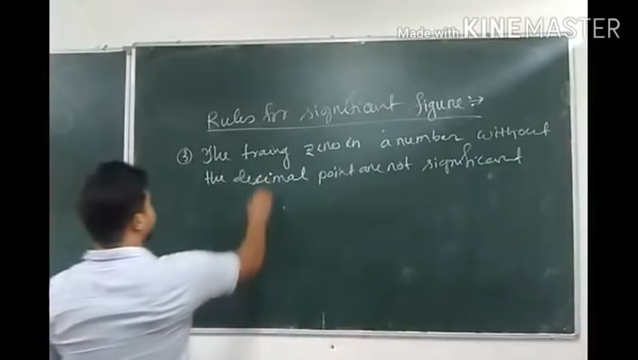 Made with KINEMASTER
Rules for significant figure :→
③ The traing zeros in a number without
the decimal point are not significant